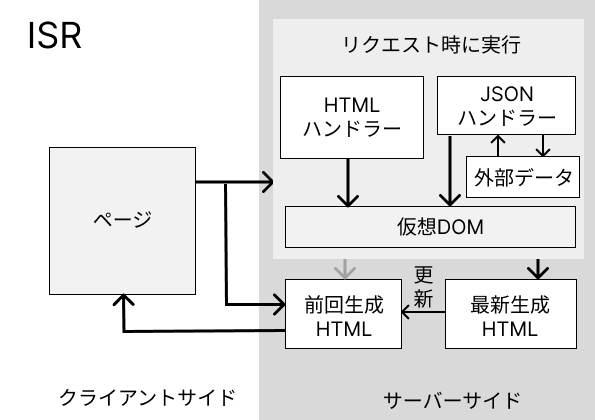 ISR
リクエスト時に実行
HTML
ハンドラー
JSON
ハンドラー
外部データ
ページ
仮想DOM
更
新
前回生成
HTML
最新生成
HTML
クライアントサイド
サーバーサイド